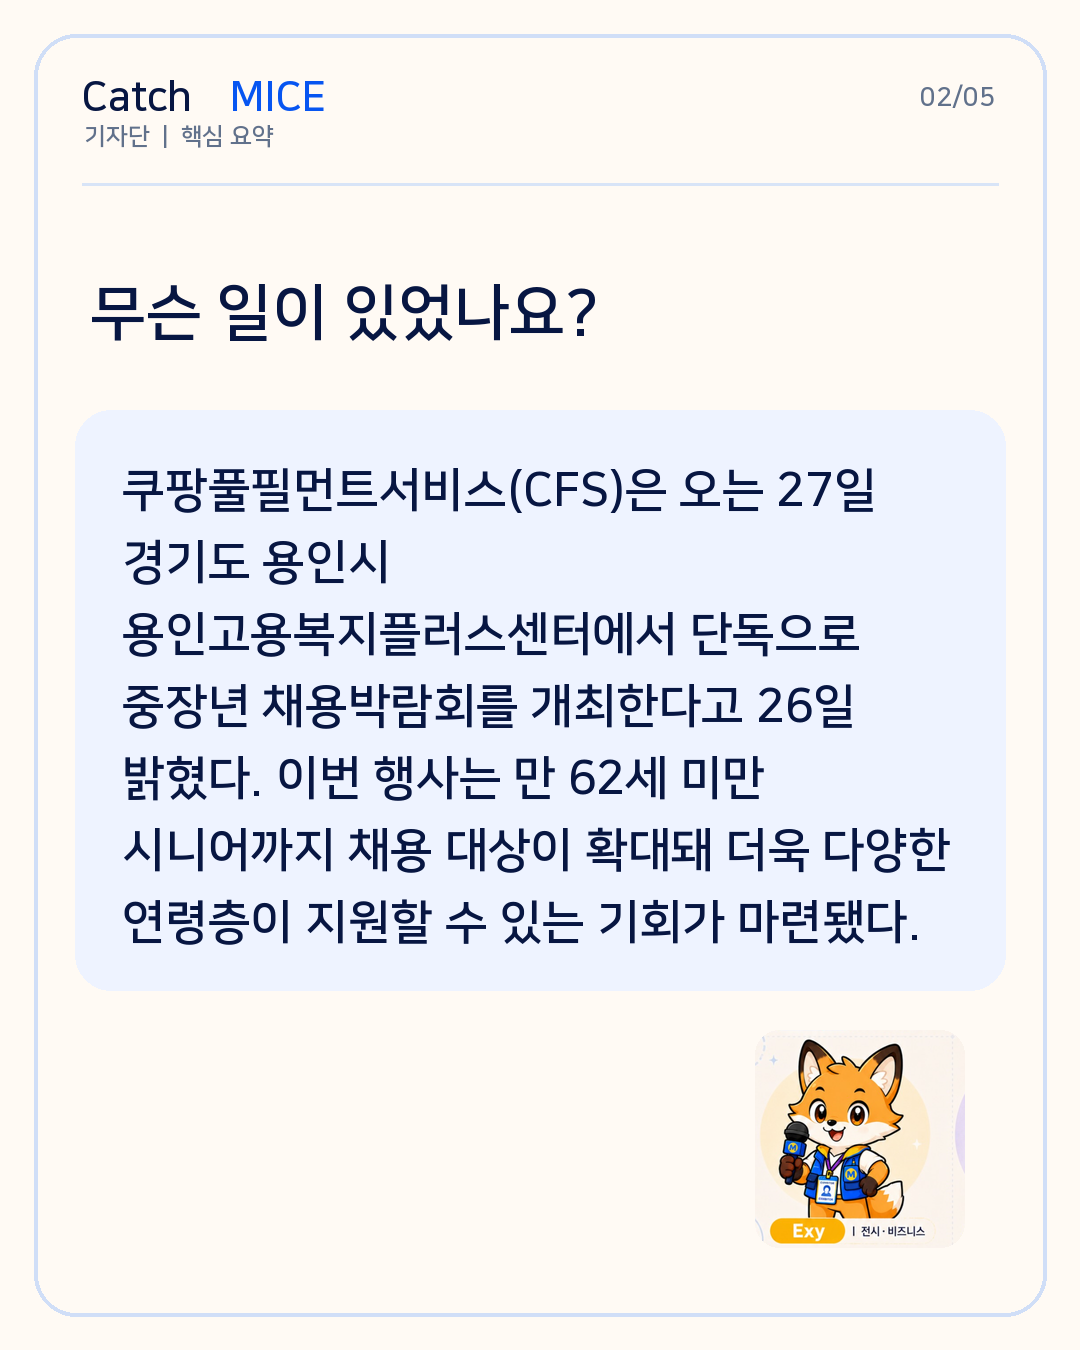 Catch MICE
02/05
기자단 | 핵심 요약
무슨 일이 있었나요?
쿠팡풀필먼트서비스(CFS)은 오는 27일
경기도 용인시
용인고용복지플러스센터에서 단독으로
중장년 채용박람회를 개최한다고 26일
밝혔다. 이번 행사는 만 62세 미만
시니어까지 채용 대상이 확대돼 더욱 다양한
연령층이 지원할 수 있는 기회가 마련됐다.
M
M
Exy | 전시·비즈니스